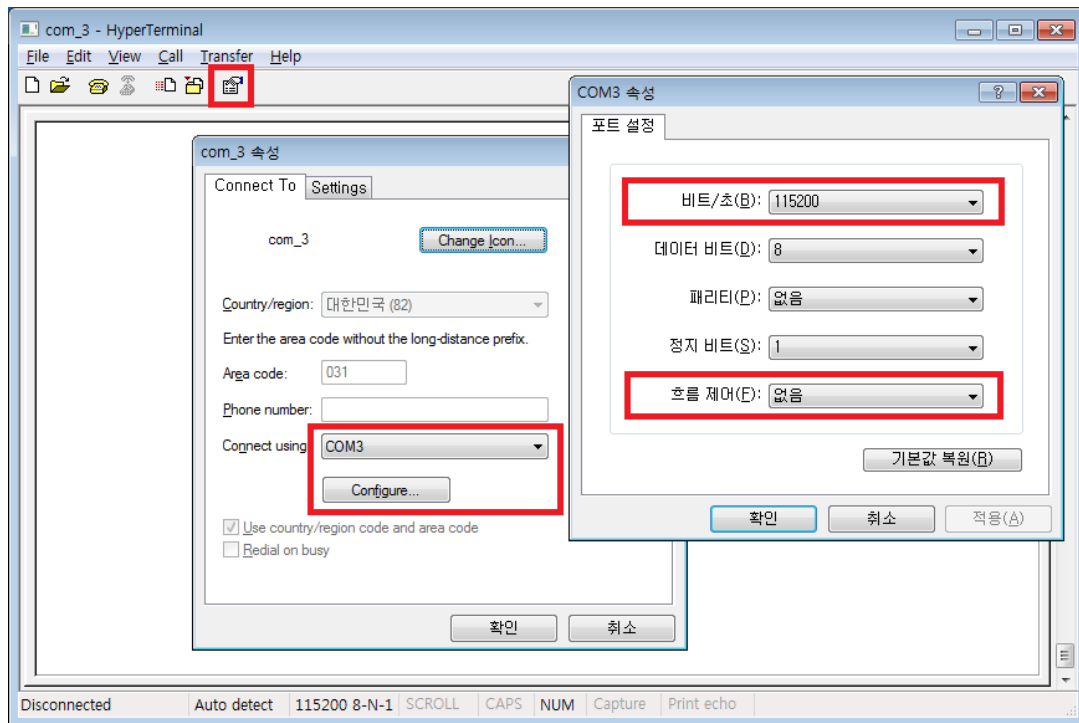 com_3 - HyperTerminal
File Edit View Call Transfer Help
com_3 속성
Connect To Settings
com_3 Change Icon...
Country/region: 대한민국 (82)
Enter the area code without the long-distance prefix.
Area code: 031
Phone number:
Connect using COM3
Configure...
Use country/region code and area code
Redial on busy
확인 취소
COM3 속성
포트 설정
비트/초(B): 115200
데이터 비트(D): 8
패리티(P): 없음
정지 비트(S): 1
흐름 제어(F): 없음
기본값 복원(R)
확인 취소 적용(A)
Disconnected Auto detect 115200 8-N-1 SCROLL CAPS NUM Capture Print echo